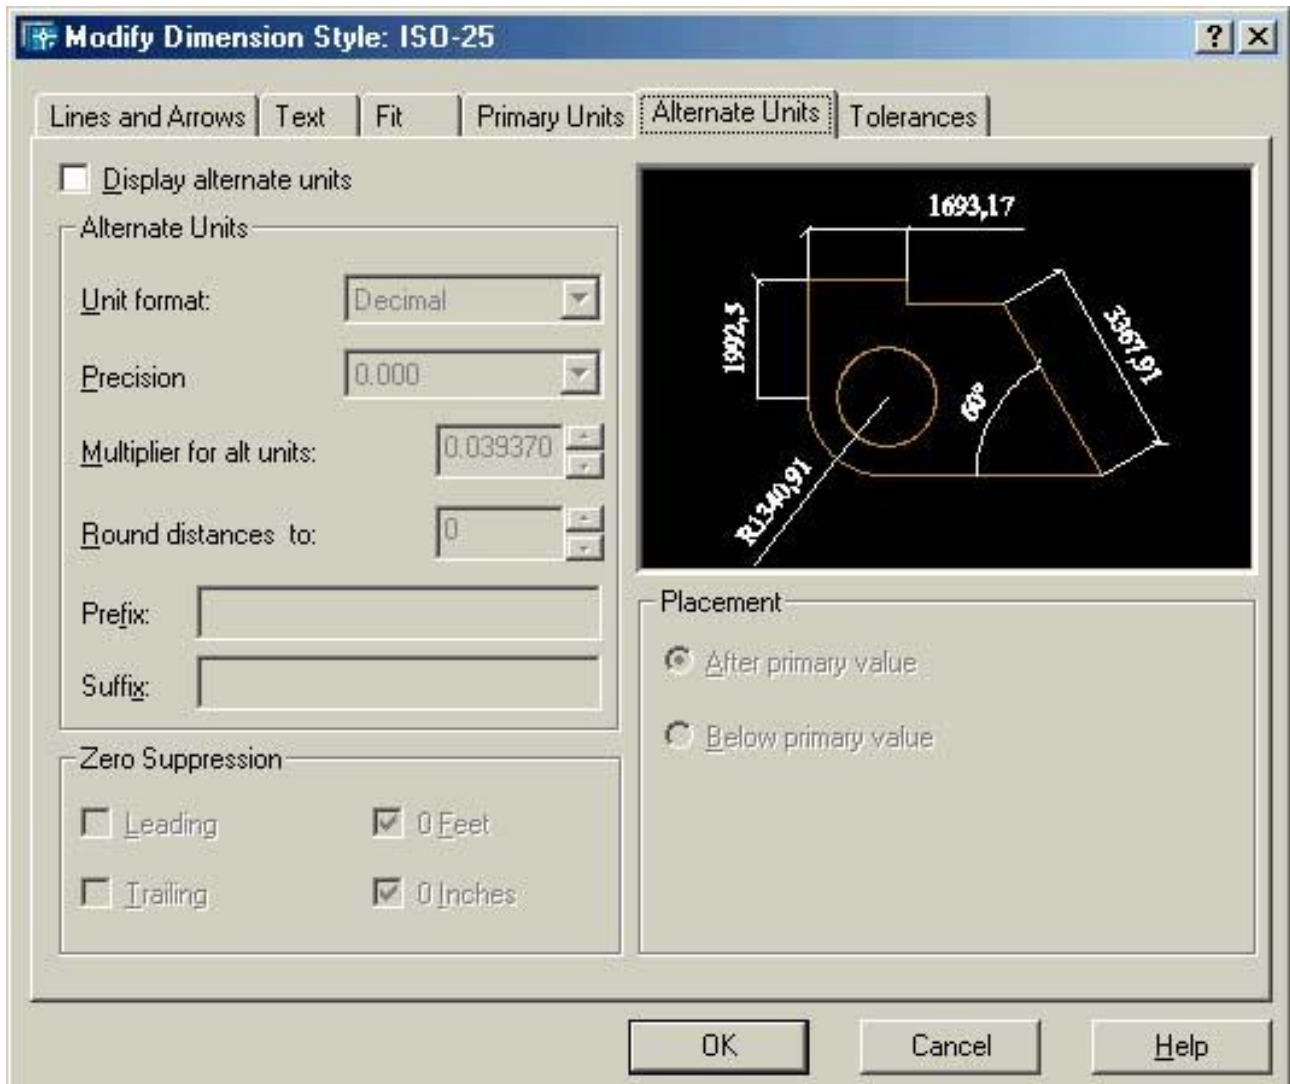 Modify Dimension Style: ISO-25
Lines and Arrows
Text
Fit
Primary Units
Alternate Units
Tolerances
Display alternate units
Alternate Units
Unit format:
Decimal
Precision
0.000
Multiplier for alt units:
0.039370
Round distances to:
0
Prefix:
Suffix:
Zero Suppression
Leading
0 Feet
Trailing
0 Inches
1693,17
1992,5
3367,91
60°
R1340,91
Placement
After primary value
Below primary value
OK
Cancel
Help